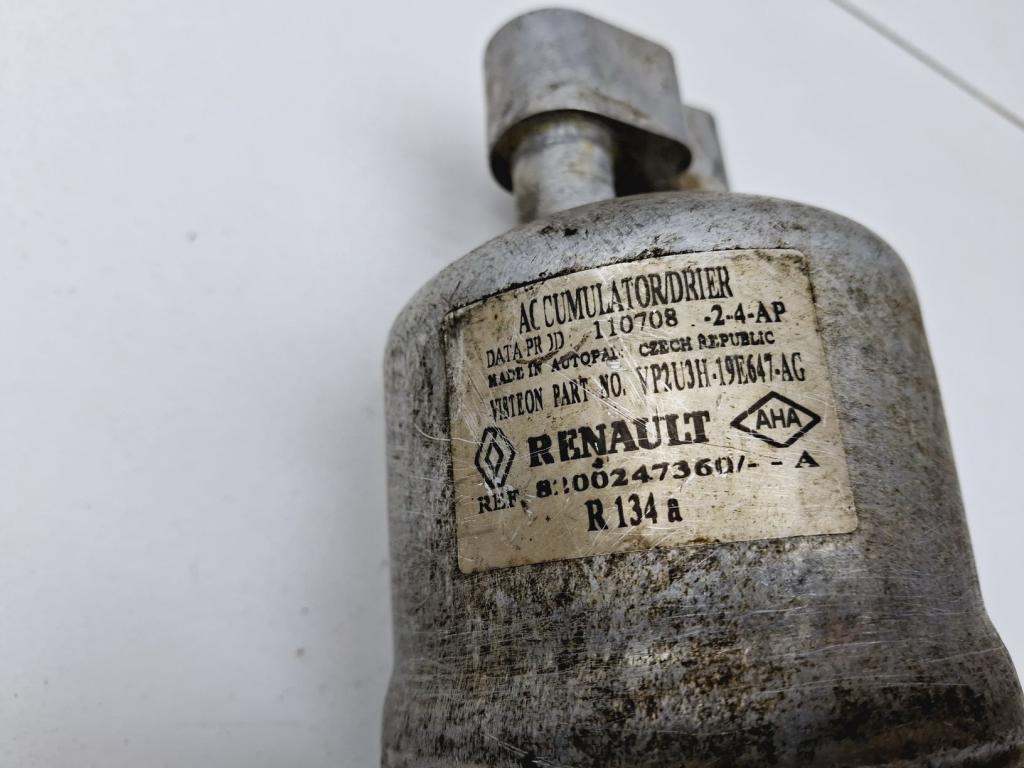 ACCUMULATOR/DRIER
DATA PROD: 110708 -2-4-AP
MADE IN AUTOPAL: CZECH REPUBLIC
VISTEON PART NO. VP2U3H-19E647-AG
RENAULT AHA
REF. 8200247360/- - A
R 134 a